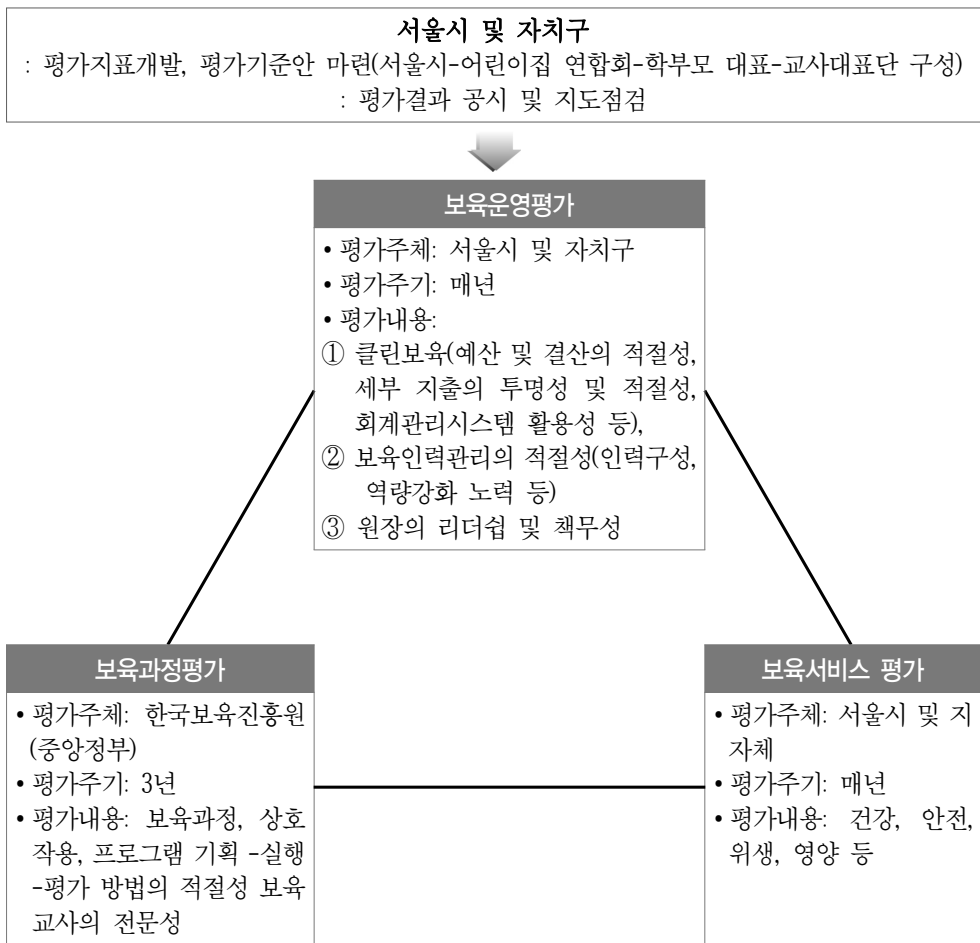 서울시 및 자치구
: 평가지표개발, 평가기준안 마련(서울시-어린이집 연합회-학부모 대표-교사대표단 구성)
: 평가결과 공시 및 지도점검
보육운영평가
• 평가주체: 서울시 및 자치구
• 평가주기: 매년
• 평가내용:
① 클린보육(예산 및 결산의 적절성,
세부 지출의 투명성 및 적절성,
회계관리시스템 활용성 등),
② 보육인력관리의 적절성(인력구성,
역량강화 노력 등)
③ 원장의 리더쉽 및 책무성
보육과정평가
• 평가주체: 한국보육진흥원
(중앙정부)
• 평가주기: 3년
• 평가내용: 보육과정, 상호
작용, 프로그램 기획 -실행
-평가 방법의 적절성 보육
교사의 전문성
보육서비스 평가
• 평가주체: 서울시 및 지
자체
• 평가주기: 매년
• 평가내용: 건강, 안전,
위생, 영양 등